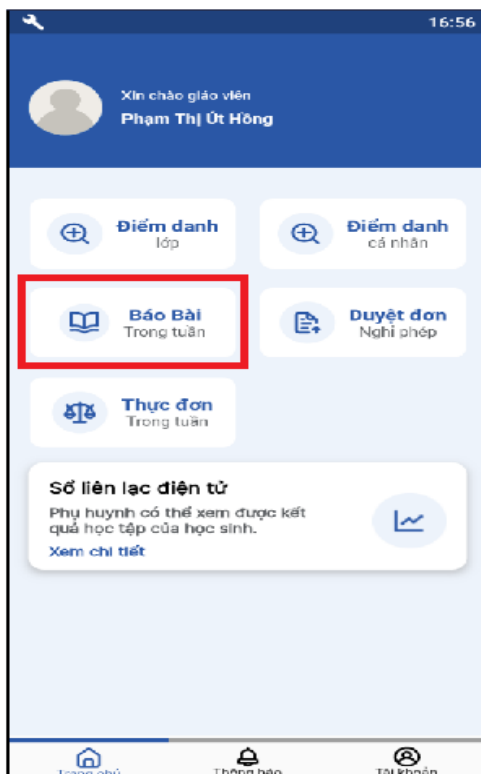 16:56
Xin chào giáo viên
Phạm Thị Út Hồng
Điểm danh
lớp
Điểm danh
cá nhân
Báo Bài
Trong tuần
Duyệt đơn
Nghỉ phép
Thực đơn
Trong tuần
Sổ liên lạc điện tử
Phụ huynh có thể xem được kết
quả học tập của học sinh.
Xem chi tiết
Trang chủ
Thông báo
Tài khoản